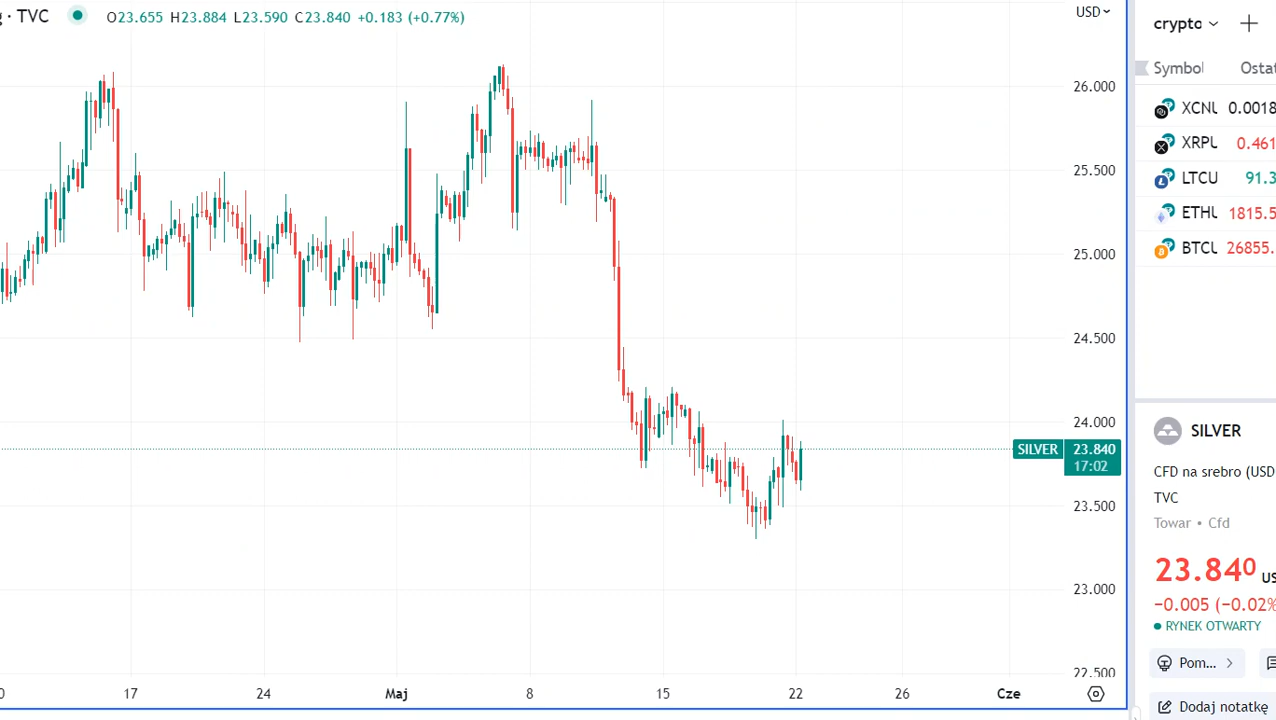 · TVC O23.655 H23.884 L23.590 C23.840 +0.183 (+0.77%)
USD
26.000
25.500
25.000
24.500
24.000
SILVER 23.840
17:02
23.500
23.000
22.500
17 24 Maj 8 15 22 26 Cze
crypto
Symbol Ostat
XCNU 0.0018
XRPU 0.461
LTCU 91.3
ETHU 1815.5
BTCU 26855.
SILVER
CFD na srebro (USD
TVC
Towar • Cfd
23.840 US
−0.005 (−0.02%
RYNEK OTWARTY
Pom...
Dodaj notatkę